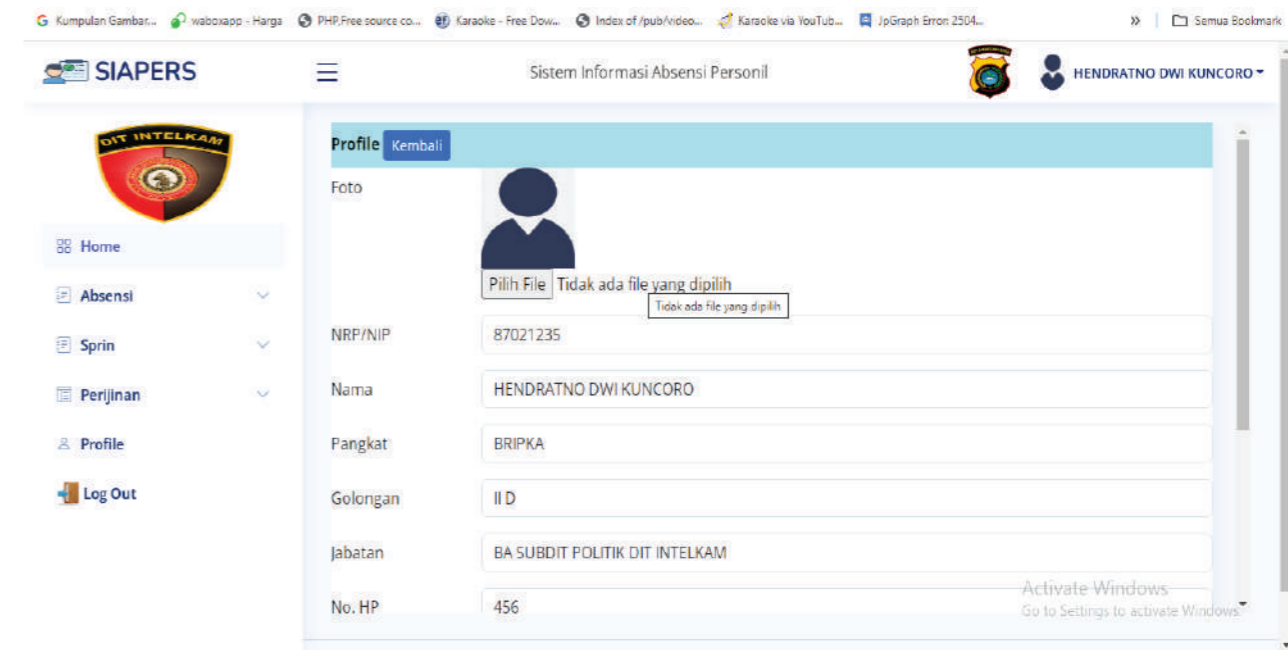 Kumpulan Gambar... waboxapp - Harga PHP,Free source co... Karaoke - Free Dow... Index of /pub/video... Karaoke via YouTub... JpGraph Error: 2504... » Semua Bookmark
SIAPERS Sistem Informasi Absensi Personil HENDRATNO DWI KUNCORO
DIT INTELKAM
Home
Absensi
Sprin
Perijinan
Profile
Log Out
Profile Kembali
Foto
Pilih File Tidak ada file yang dipilih
Tidak ada file yang dipilih
NRP/NIP 87021235
Nama HENDRATNO DWI KUNCORO
Pangkat BRIPKA
Golongan II D
Jabatan BA SUBDIT POLITIK DIT INTELKAM
No. HP 456
Activate Windows
Go to Settings to activate Windows.